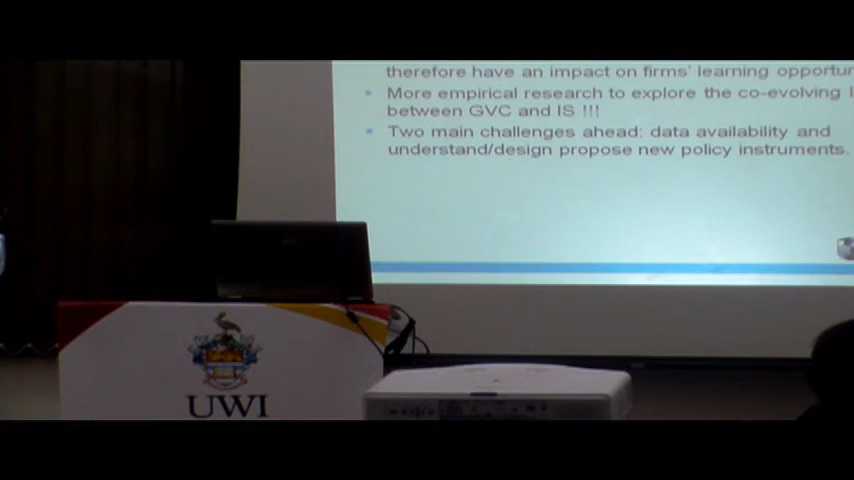 therefore have an impact on firms' learning
More empirical research to explore the co-evolving
between GVC and IS !!!
Two main challenges ahead: data availability and
understand/design propose new policy instruments.
UWI